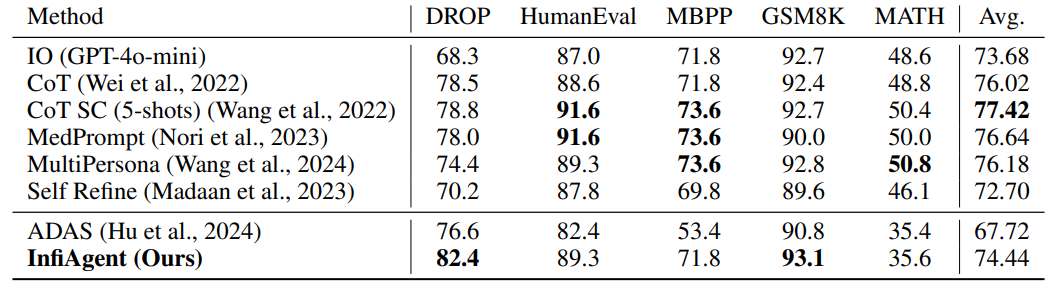 Method DROP HumanEval MBPP GSM8K MATH Avg.
IO (GPT-4o-mini) 68.3 87.0 71.8 92.7 48.6 73.68
CoT (Wei et al., 2022) 78.5 88.6 71.8 92.4 48.8 76.02
CoT SC (5-shots) (Wang et al., 2022) 78.8 91.6 73.6 92.7 50.4 77.42
MedPrompt (Nori et al., 2023) 78.0 91.6 73.6 90.0 50.0 76.64
MultiPersona (Wang et al., 2024) 74.4 89.3 73.6 92.8 50.8 76.18
Self Refine (Madaan et al., 2023) 70.2 87.8 69.8 89.6 46.1 72.70
ADAS (Hu et al., 2024) 76.6 82.4 53.4 90.8 35.4 67.72
InfiAgent (Ours) 82.4 89.3 71.8 93.1 35.6 74.44